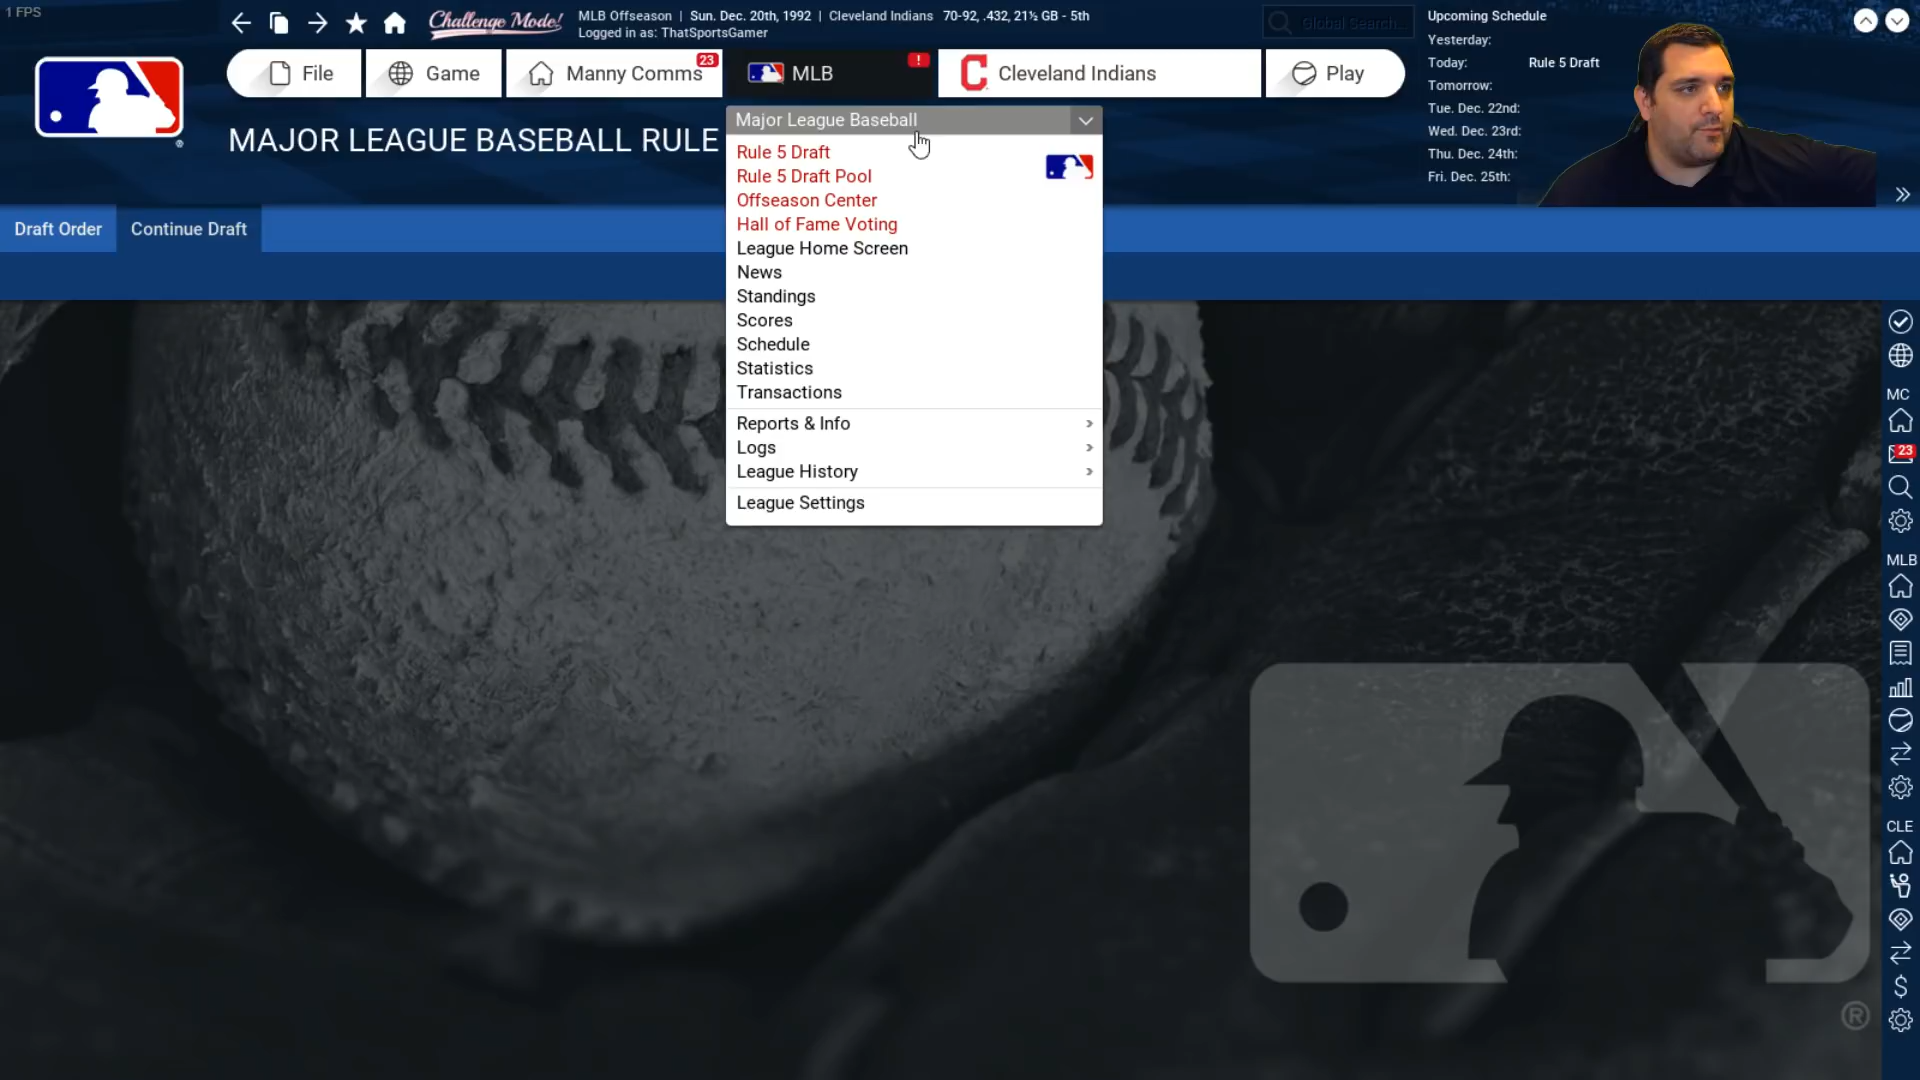 1 FPS
Challenge Mode!
MLB Offseason | Sun. Dec. 20th, 1992 | Cleveland Indians 70-92, .432, 21½ GB - 5th
Logged in as: ThatSportsGamer
Global Search...
Upcoming Schedule
Yesterday:
Today: Rule 5 Draft
Tomorrow:
Tue. Dec. 22nd:
Wed. Dec. 23rd:
Thu. Dec. 24th:
Fri. Dec. 25th:
File
Game
Manny Comms
23
MLB
!
Cleveland Indians
Play
MAJOR LEAGUE BASEBALL RULE
Draft Order
Continue Draft
Major League Baseball
Rule 5 Draft
Rule 5 Draft Pool
Offseason Center
Hall of Fame Voting
League Home Screen
News
Standings
Scores
Schedule
Statistics
Transactions
Reports & Info
Logs
League History
League Settings
MC
23
MLB
CLE
$
®